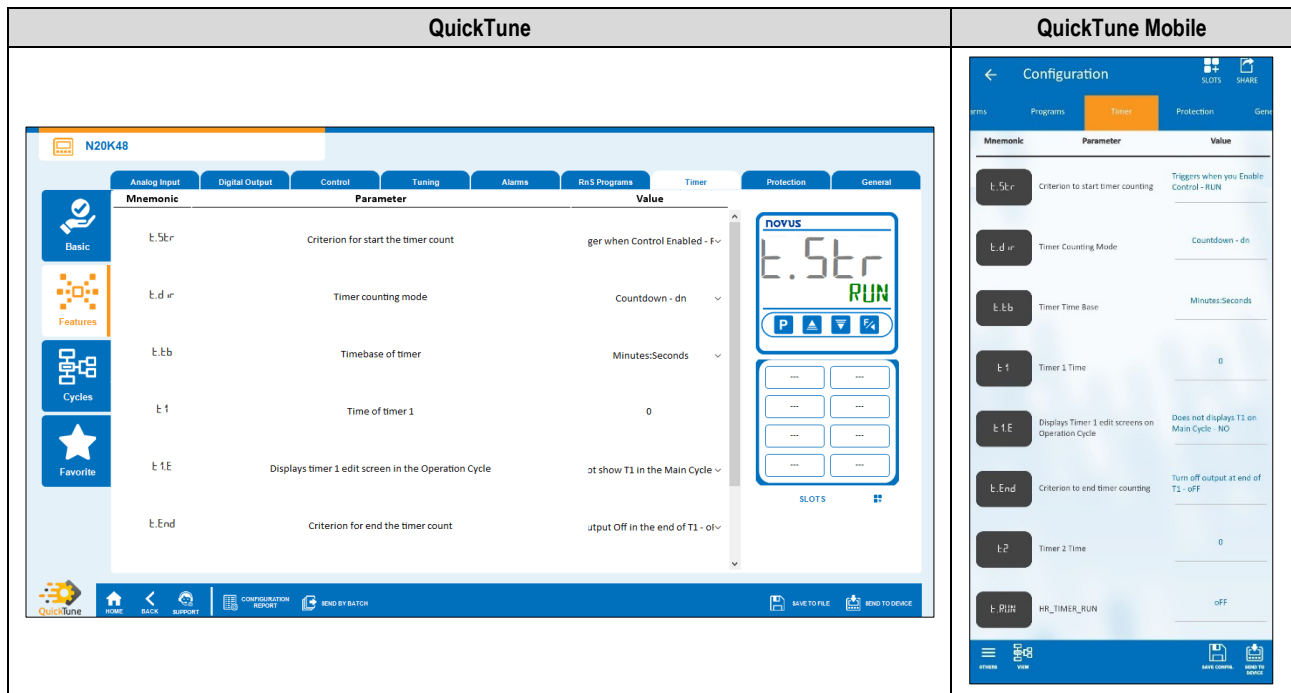 QuickTune
QuickTune Mobile
N20K48
Analog Input
Digital Output
Control
Tuning
Alarms
RnS Programs
Timer
Protection
General
Mnemonic
Parameter
Value
Basic
Features
Cycles
Favorite
t.Str
Criterion for start the timer count
ger when Control Enabled - F
t.dir
Timer counting mode
Countdown - dn
t.tb
Timebase of timer
Minutes:Seconds
t1
Time of timer 1
0
t1.E
Displays timer 1 edit screen in the Operation Cycle
ot show T1 in the Main Cycle
t.End
Criterion for end the timer count
utput Off in the end of T1 - oF
novus
t.Str
RUN
P
F/
--- ---
--- ---
--- ---
--- ---
SLOTS
QuickTune
HOME
BACK
SUPPORT
CONFIGURATION
REPORT
SEND BY BATCH
SAVE TO FILE
SEND TO DEVICE
Configuration
SLOTS
SHARE
arms
Programs
Timer
Protection
Gene
Mnemonic
Parameter
Value
t.Str
Criterion to start timer counting
Triggers when you Enable
Control - RUN
t.dir
Timer Counting Mode
Countdown - dn
t.tb
Timer Time Base
Minutes:Seconds
t1
Timer 1 Time
0
t1.E
Displays Timer 1 edit screens on
Operation Cycle
Does not displays T1 on
Main Cycle - NO
t.End
Criterion to end timer counting
Turn off output at end of
T1 - oFF
t2
Timer 2 Time
0
t.RUN
HR_TIMER_RUN
oFF
OTHERS
VIEW
SAVE CONFIG.
SEND TO
DEVICE